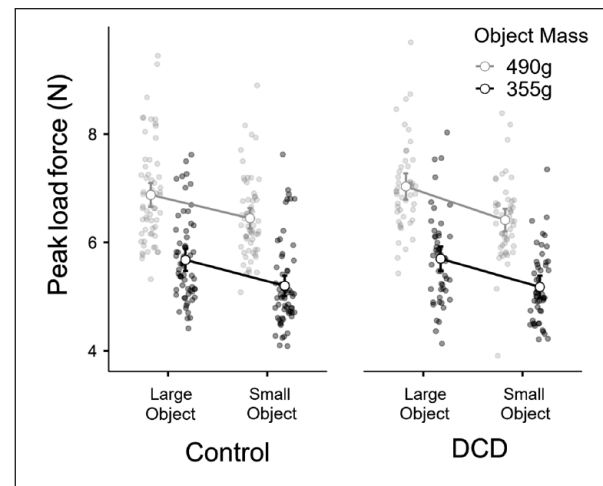 Object Mass
490g
355g
Peak load force (N)
8
6
4
Large
Object
Small
Object
Large
Object
Small
Object
Control
DCD